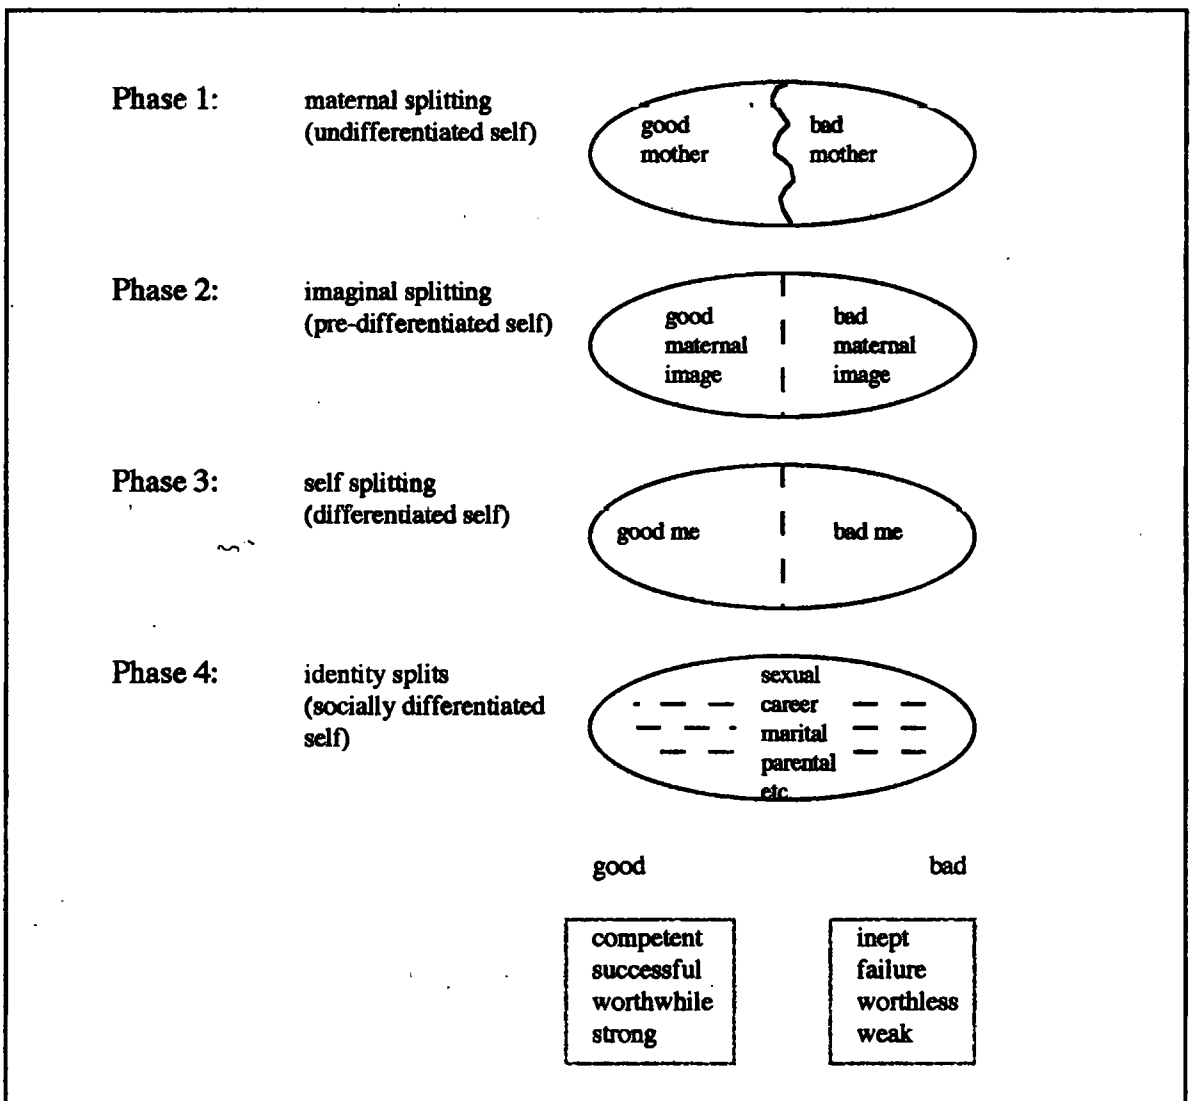 Phase 1:
maternal splitting
(undifferentiated self)
good
mother
bad
mother
Phase 2:
imaginal splitting
(pre-differentiated self)
good
maternal
image
bad
maternal
image
Phase 3:
self splitting
(differentiated self)
good me
bad me
Phase 4:
identity splits
(socially differentiated
self)
sexual
career
marital
parental
etc
good
bad
competent
successful
worthwhile
strong
inept
failure
worthless
weak